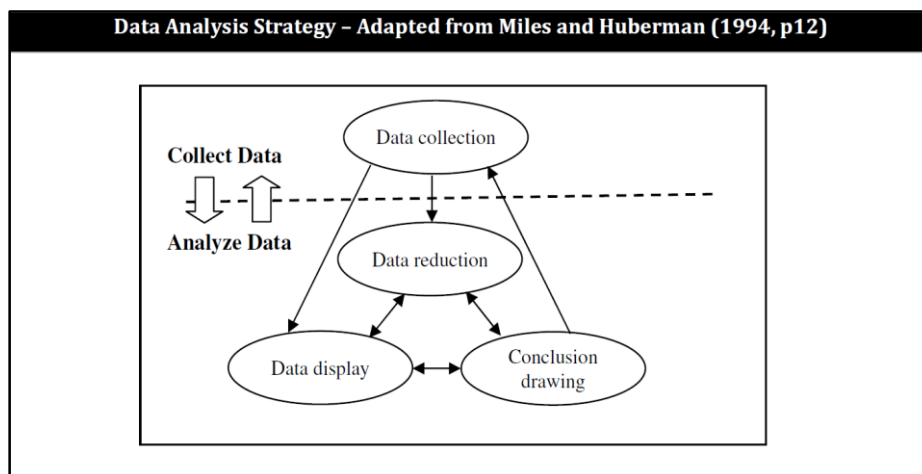 Data Analysis Strategy – Adapted from Miles and Huberman (1994, p12)
Data collection
Collect Data
Analyze Data
Data reduction
Data display
Conclusion
drawing